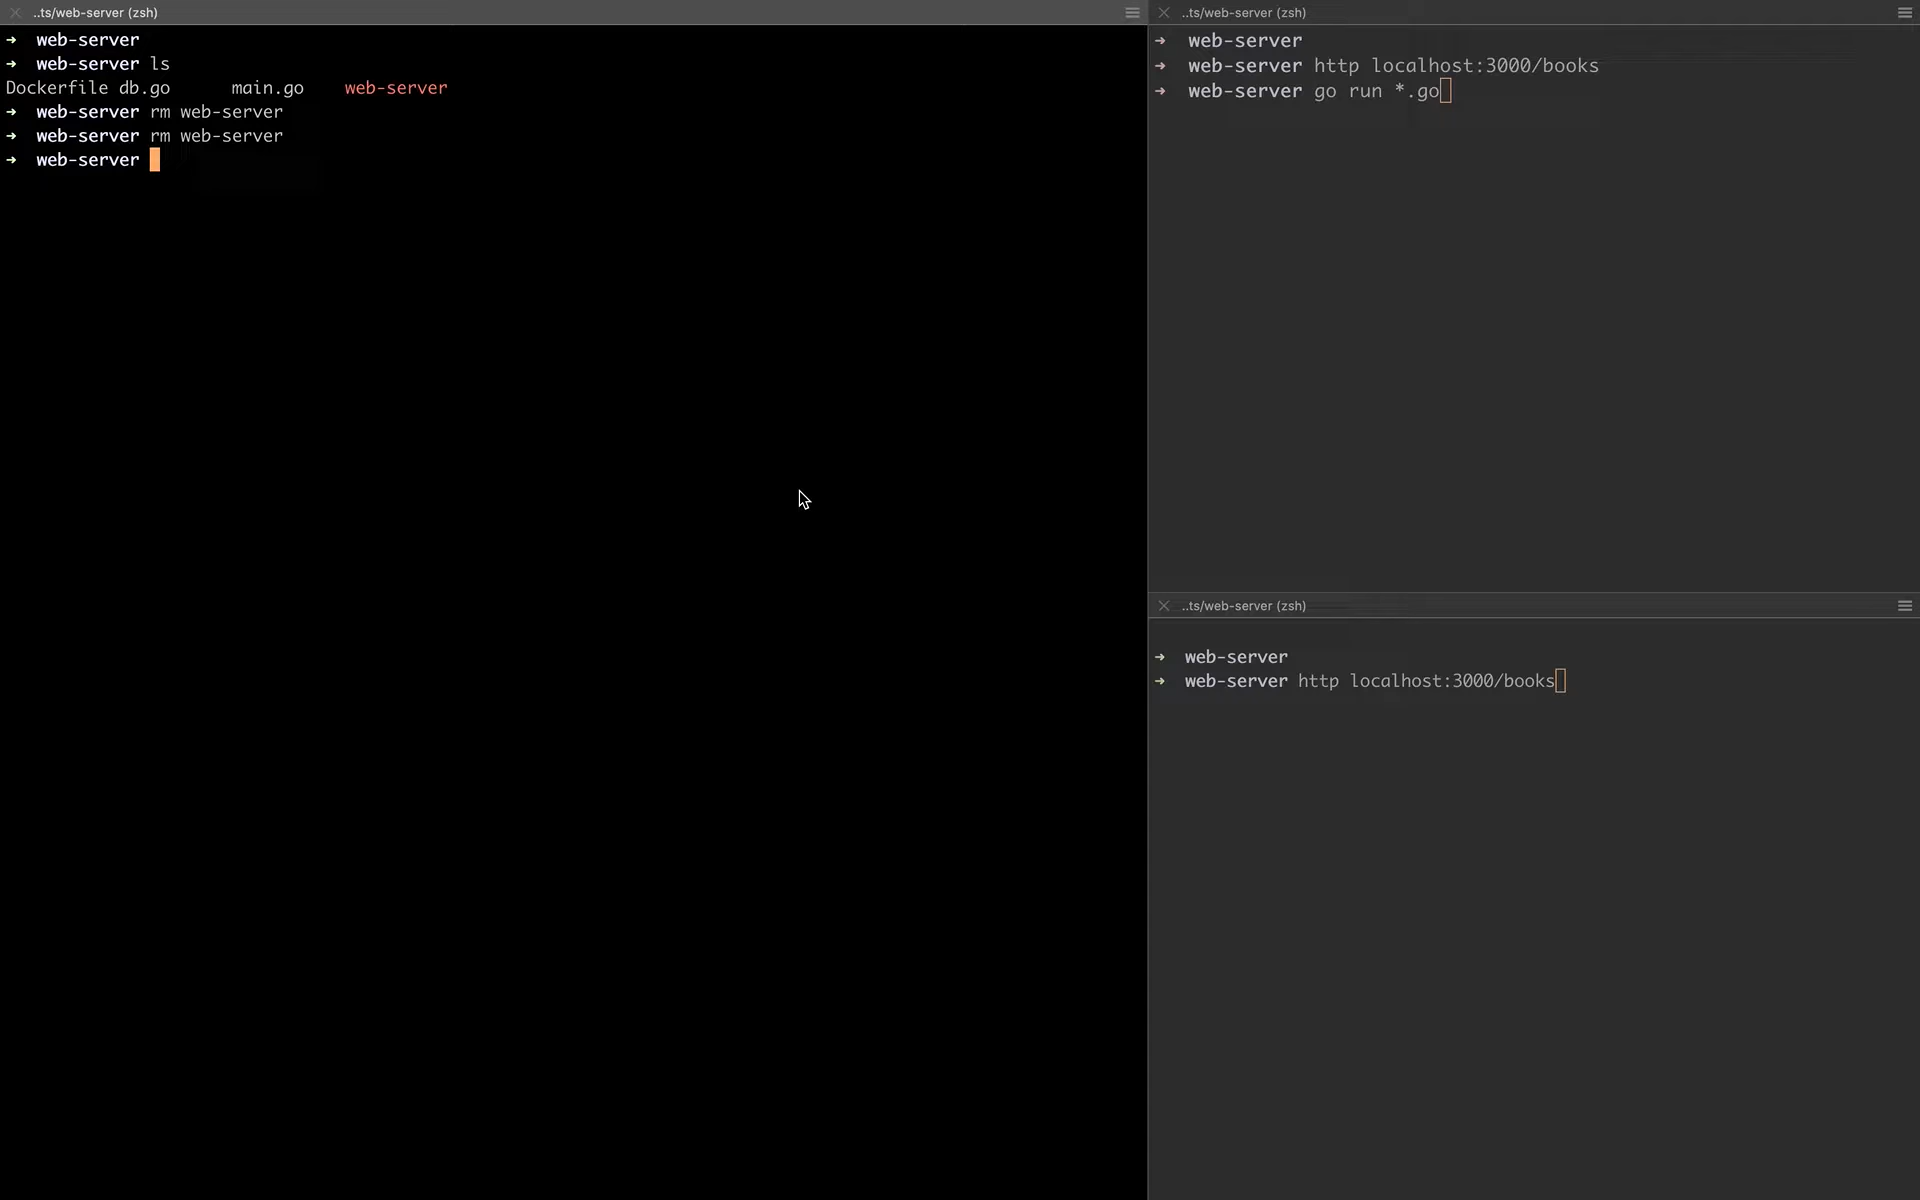 ..ts/web-server (zsh)
➜ web-server
➜ web-server ls
Dockerfile db.go main.go web-server
➜ web-server rm web-server
➜ web-server rm web-server
➜ web-server
..ts/web-server (zsh)
➜ web-server
➜ web-server http localhost:3000/books
➜ web-server go run *.go
..ts/web-server (zsh)
➜ web-server
➜ web-server http localhost:3000/books